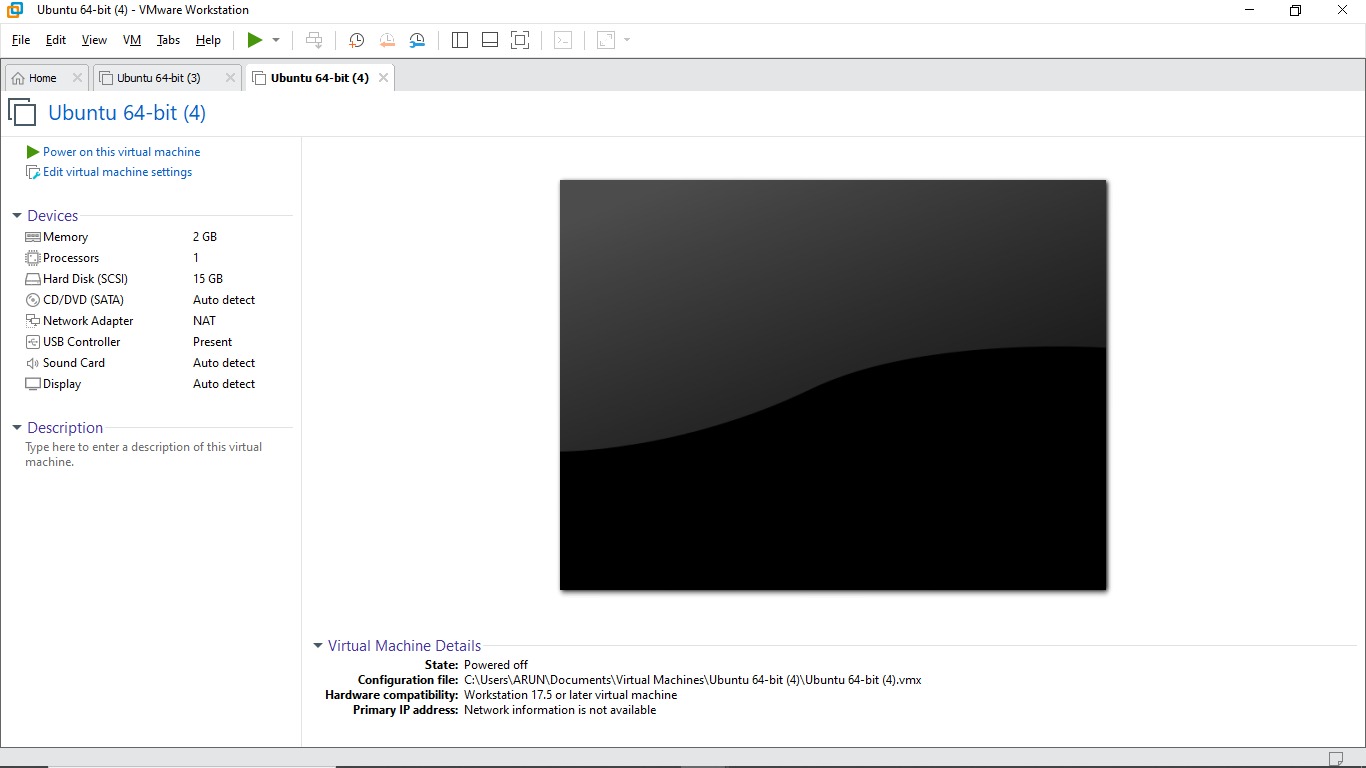 Ubuntu 64-bit (4) - VMware Workstation
File Edit View VM Tabs Help
Home Ubuntu 64-bit (3) Ubuntu 64-bit (4)
Ubuntu 64-bit (4)
Power on this virtual machine
Edit virtual machine settings
Devices
Memory 2 GB
Processors 1
Hard Disk (SCSI) 15 GB
CD/DVD (SATA) Auto detect
Network Adapter NAT
USB Controller Present
Sound Card Auto detect
Display Auto detect
Description
Type here to enter a description of this virtual
machine.
Virtual Machine Details
State: Powered off
Configuration file: C:\Users\ARUN\Documents\Virtual Machines\Ubuntu 64-bit (4)\Ubuntu 64-bit (4).vmx
Hardware compatibility: Workstation 17.5 or later virtual machine
Primary IP address: Network information is not available